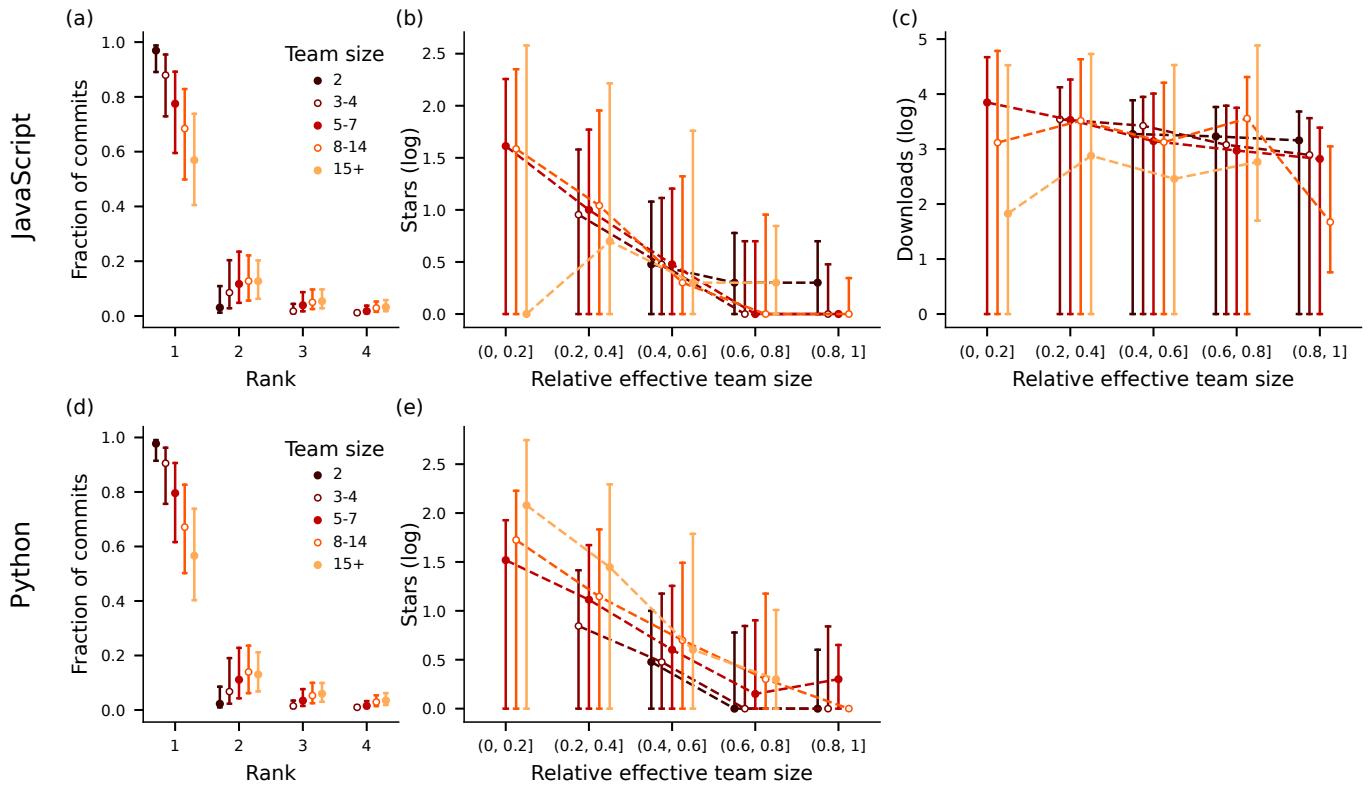 (a)
JavaScript
Fraction of commits
1.0
0.8
0.6
0.4
0.2
0.0
Team size
2
3-4
5-7
8-14
15+
1 2 3 4
Rank
(b)
Stars (log)
2.5
2.0
1.5
1.0
0.5
0.0
(0, 0.2] (0.2, 0.4] (0.4, 0.6] (0.6, 0.8] (0.8, 1]
Relative effective team size
(c)
Downloads (log)
5
4
3
2
1
0
(0, 0.2] (0.2, 0.4] (0.4, 0.6] (0.6, 0.8] (0.8, 1]
Relative effective team size
(d)
Python
Fraction of commits
1.0
0.8
0.6
0.4
0.2
0.0
Team size
2
3-4
5-7
8-14
15+
1 2 3 4
Rank
(e)
Stars (log)
2.5
2.0
1.5
1.0
0.5
0.0
(0, 0.2] (0.2, 0.4] (0.4, 0.6] (0.6, 0.8] (0.8, 1]
Relative effective team size